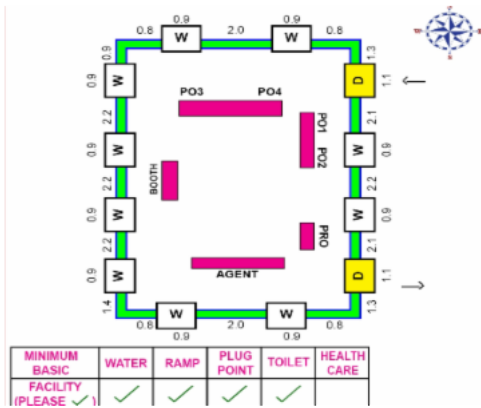 0.9 0.9
0.8 W 2.0 W 0.8
0.9 1.3
0.9 W D 1.1
PO3 PO4
2.2 PO1 2.1
0.9 W PO2 W 0.9
BOOTH
2.2 2.2
0.9 W W 0.9
PRO
2.2 2.1
0.9 W AGENT D 1.1
1.4 1.3
0.8 W 2.0 W 0.8
0.9 0.9
MINIMUM BASIC WATER RAMP PLUG POINT TOILET HEALTH CARE
FACILITY (PLEASE ✓) ✓ ✓ ✓ ✓